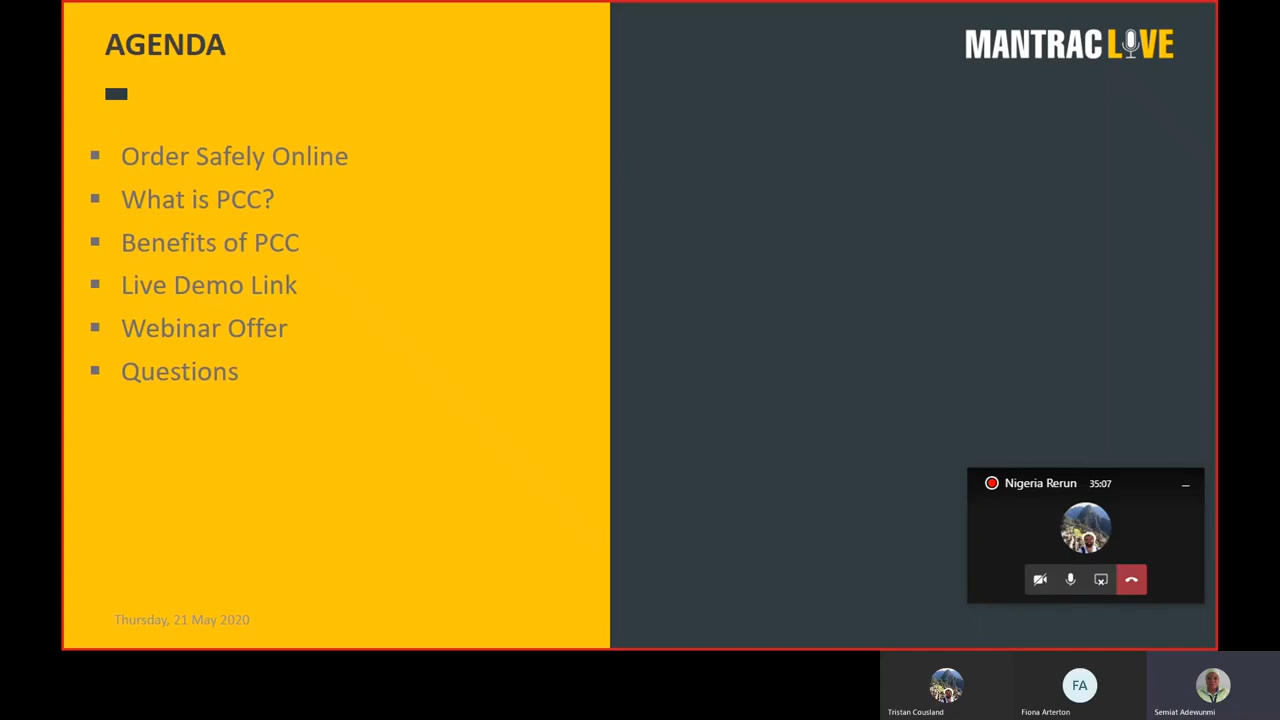 AGENDA
MANTRAC LIVE
Order Safely Online
What is PCC?
Benefits of PCC
Live Demo Link
Webinar Offer
Questions
Nigeria Rerun 35:07
Thursday, 21 May 2020
FA
Tristan Cousland
Fiona Arterton
Semiat Adewunmi